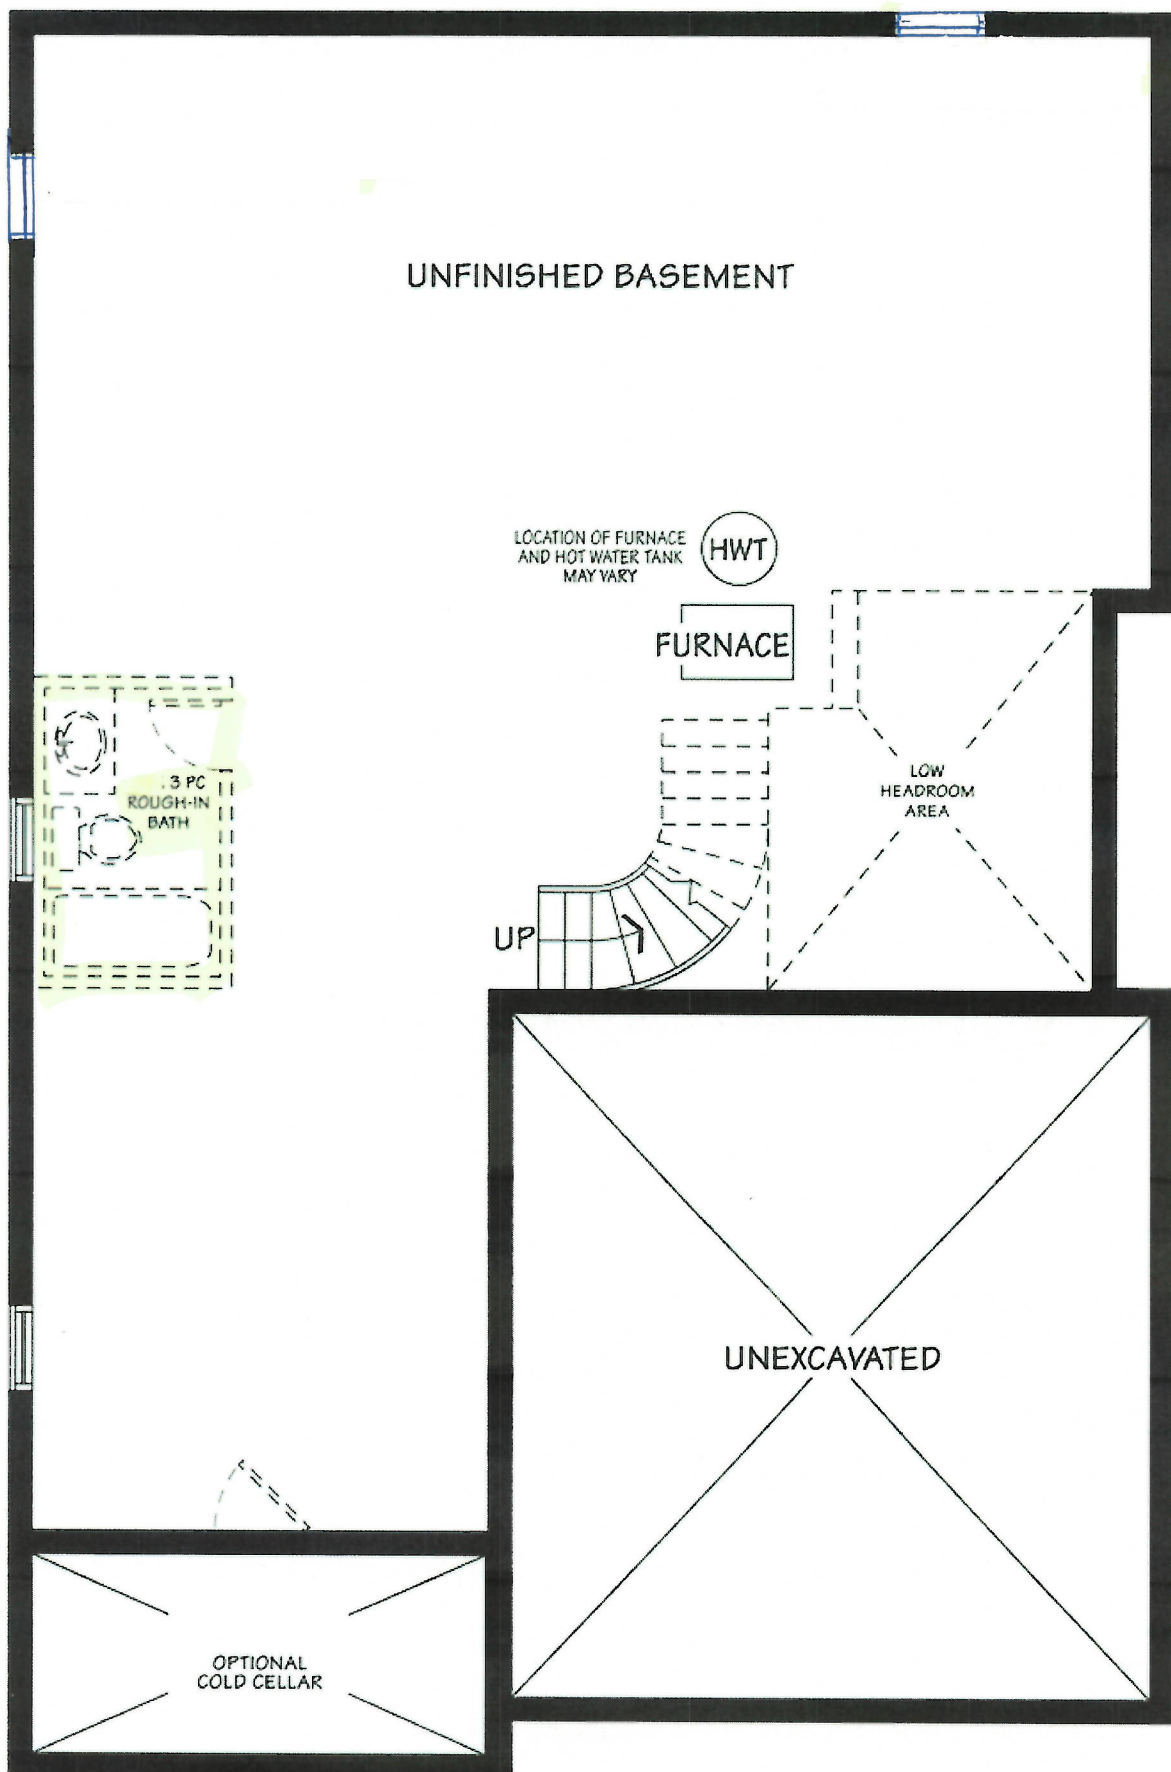 UNFINISHED BASEMENT
LOCATION OF FURNACE
AND HOT WATER TANK
MAY VARY
HWT
FURNACE
3 PC
ROUGH-IN
BATH
LOW
HEADROOM
AREA
UP
UNEXCAVATED
OPTIONAL
COLD CELLAR